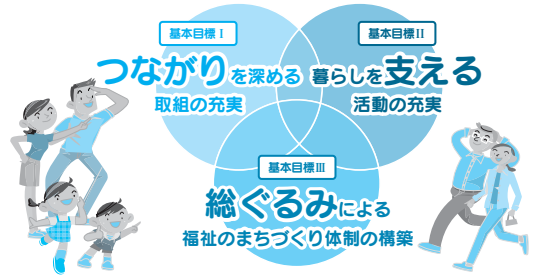 基本目標Ⅰ
つながりを深める
取組の充実
基本目標Ⅱ
暮らしを支える
活動の充実
基本目標Ⅲ
総ぐるみによる
福祉のまちづくり体制の構築